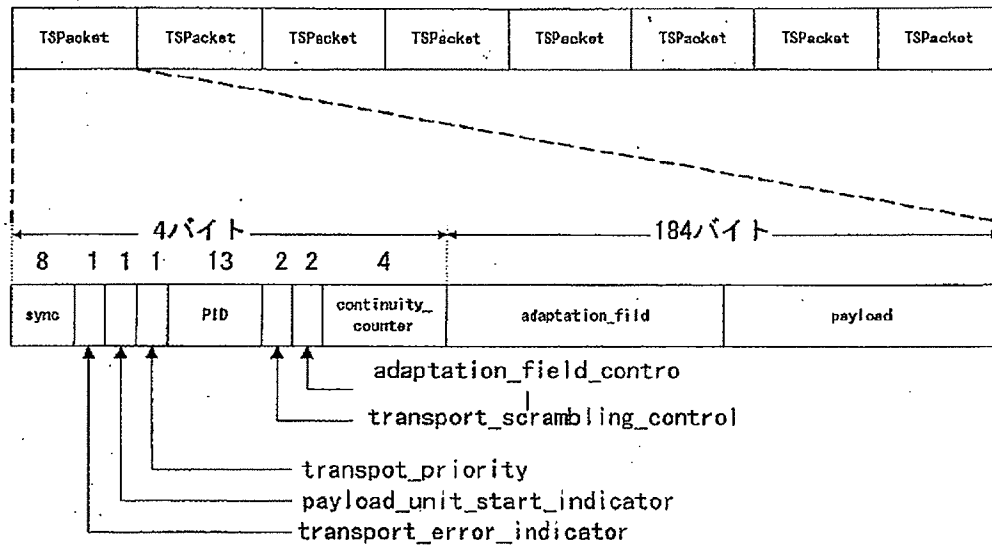 TSPacket TSPacket TSPacket TSPacket TSPacket TSPacket TSPacket TSPacket
4バイト 184バイト
8 1 1 1 13 2 2 4
sync PID continuity_
counter adaptation_fild payload
adaptation_field_contro
l
transport_scrambling_control
transpot_priority
payload_unit_start_indicator
transport_error_indicator